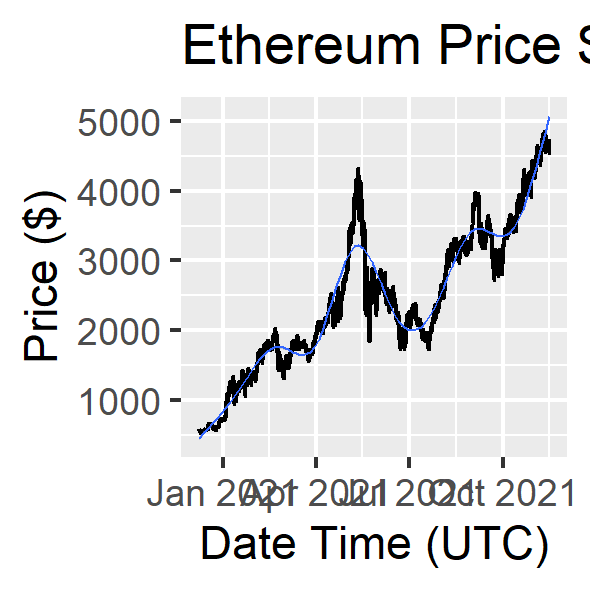 Ethereum Price S
5000
4000
3000
2000
1000
Price ($)
Jan 2021 Apr 2021 Jul 2021 Oct 2021
Date Time (UTC)